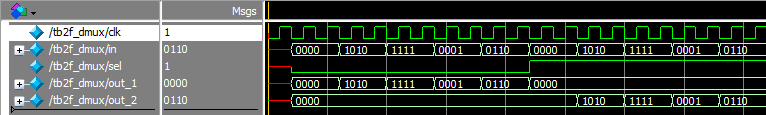 Msgs
/tb2f_dmux/clk 1
/tb2f_dmux/in 0110 0000 1010 1111 0001 0110 0000 1010 1111 0001 0110
/tb2f_dmux/sel 1
/tb2f_dmux/out_1 0000 0000 1010 1111 0001 0110 0000
/tb2f_dmux/out_2 0110 0000 1010 1111 0001 0110